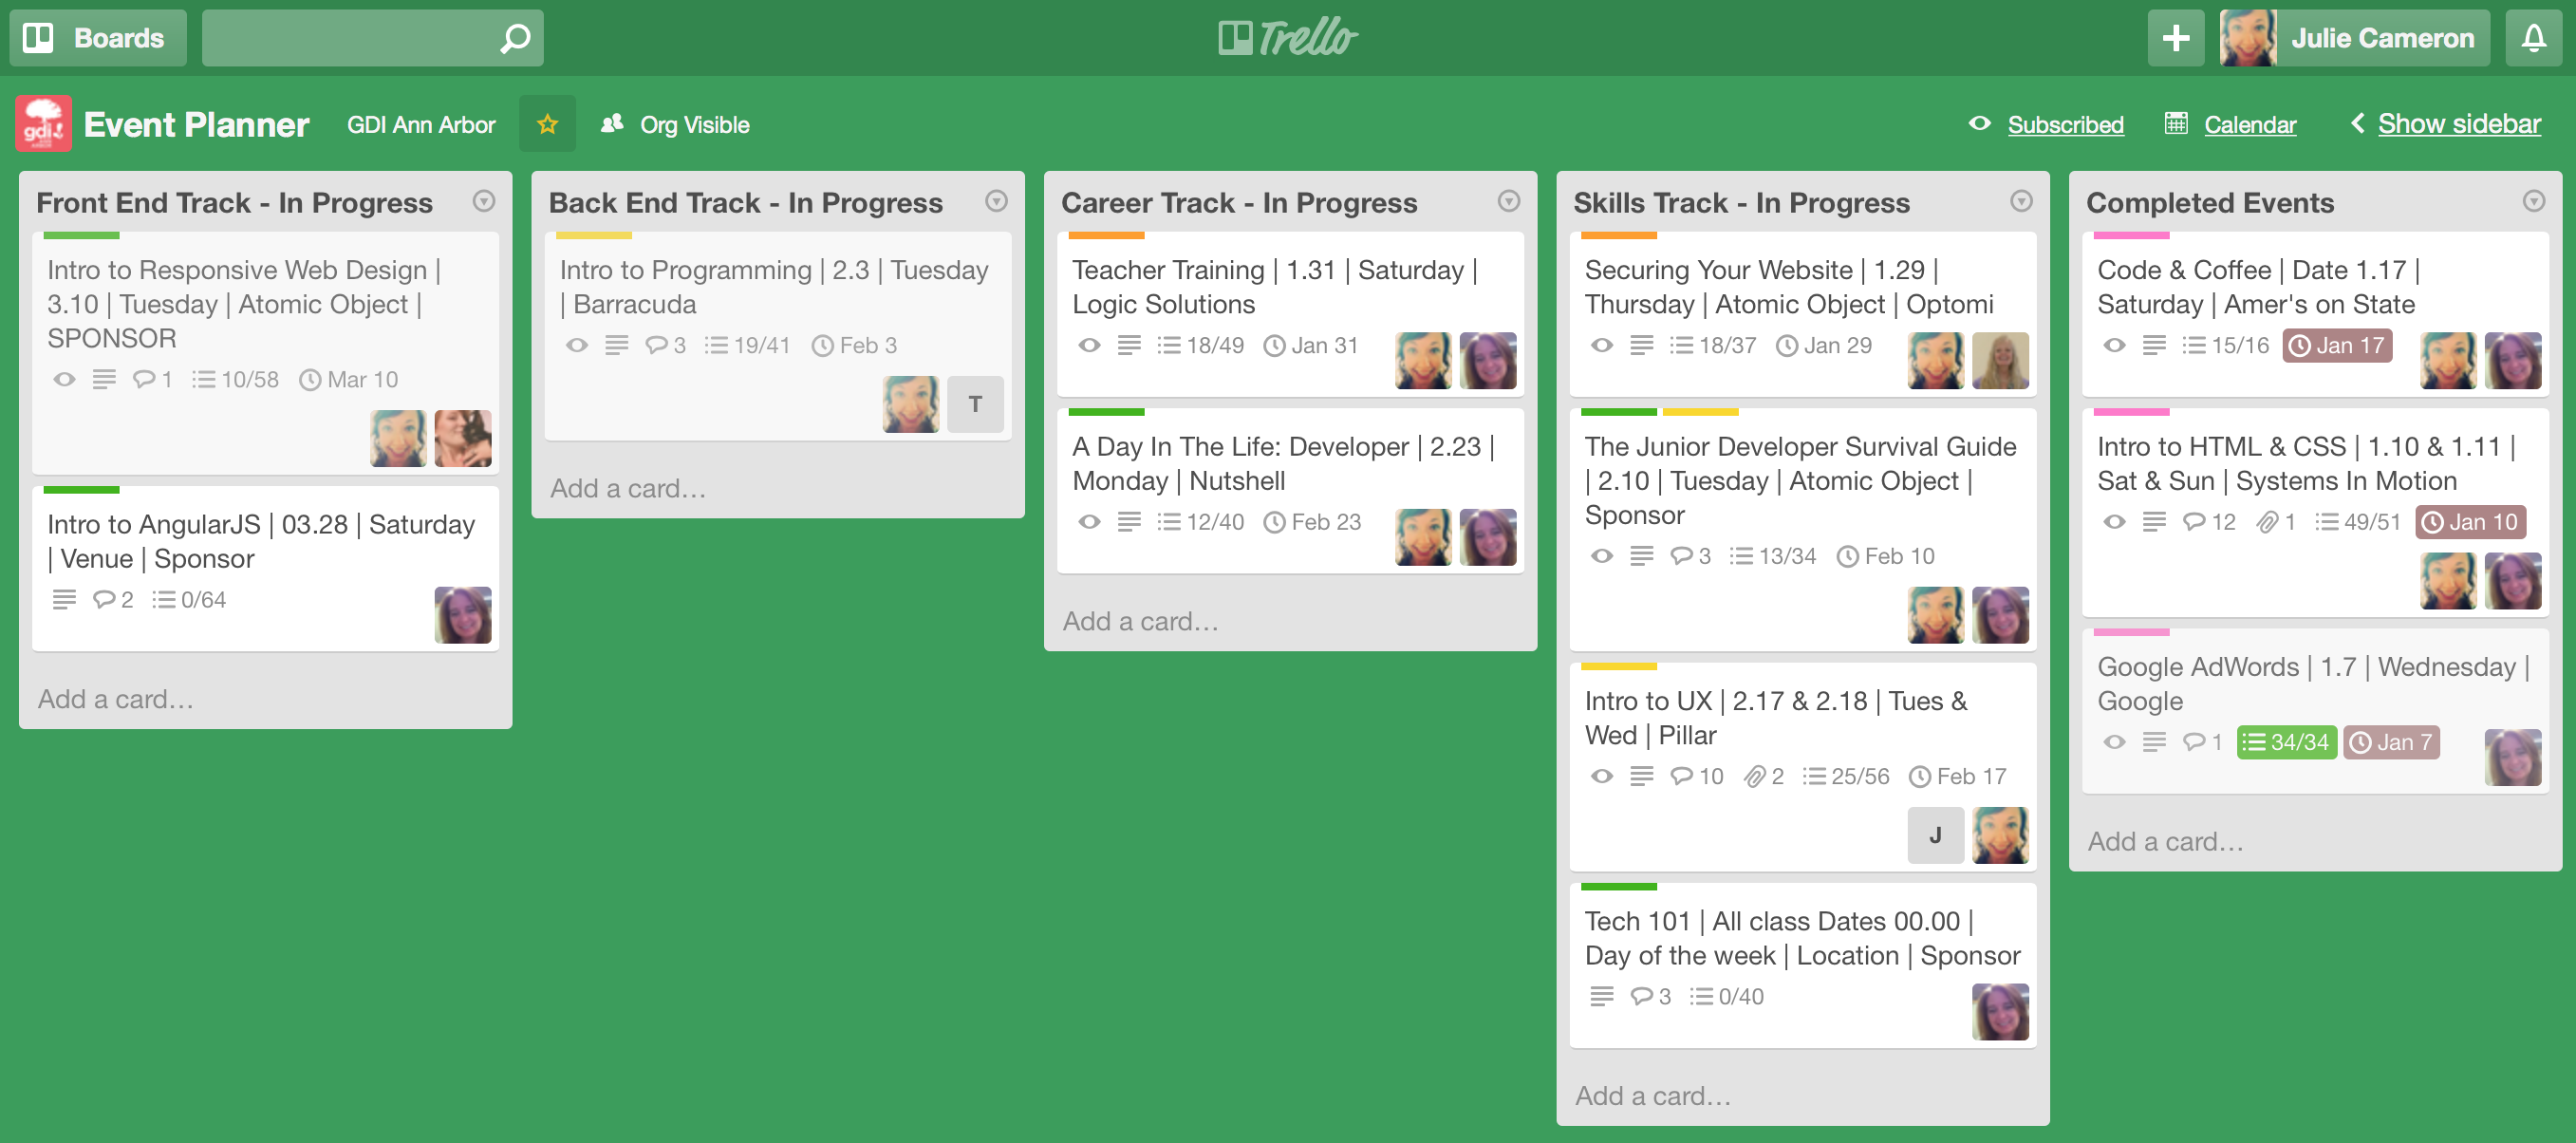 Boards
Trello
Julie Cameron
gdi
Event Planner
GDI Ann Arbor
Org Visible
Subscribed
Calendar
Show sidebar
Front End Track - In Progress
Intro to Responsive Web Design |
3.10 | Tuesday | Atomic Object |
SPONSOR
1
10/58
Mar 10
Intro to AngularJS | 03.28 | Saturday
| Venue | Sponsor
2
0/64
Add a card…
Back End Track - In Progress
Intro to Programming | 2.3 | Tuesday
| Barracuda
3
19/41
Feb 3
T
Add a card…
Career Track - In Progress
Teacher Training | 1.31 | Saturday |
Logic Solutions
18/49
Jan 31
A Day In The Life: Developer | 2.23 |
Monday | Nutshell
12/40
Feb 23
Add a card…
Skills Track - In Progress
Securing Your Website | 1.29 |
Thursday | Atomic Object | Optomi
18/37
Jan 29
The Junior Developer Survival Guide
| 2.10 | Tuesday | Atomic Object |
Sponsor
3
13/34
Feb 10
Intro to UX | 2.17 & 2.18 | Tues &
Wed | Pillar
10
2
25/56
Feb 17
J
Tech 101 | All class Dates 00.00 |
Day of the week | Location | Sponsor
3
0/40
Add a card…
Completed Events
Code & Coffee | Date 1.17 |
Saturday | Amer's on State
15/16
Jan 17
Intro to HTML & CSS | 1.10 & 1.11 |
Sat & Sun | Systems In Motion
12
1
49/51
Jan 10
Google AdWords | 1.7 | Wednesday |
Google
1
34/34
Jan 7
Add a card…